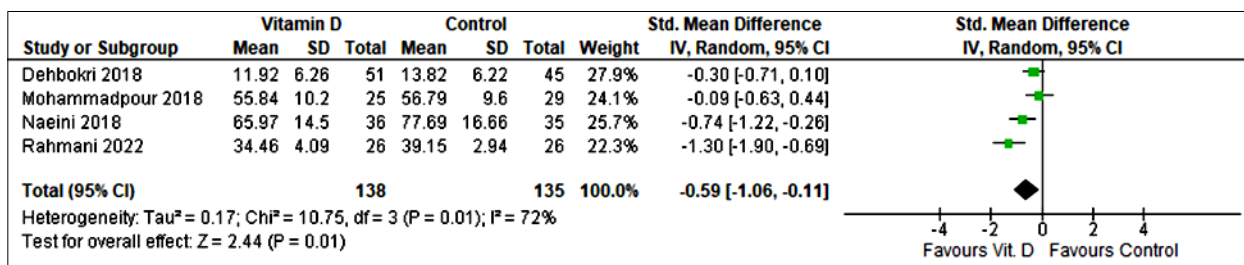 Vitamin D Control Std. Mean Difference Std. Mean Difference
Study or Subgroup Mean SD Total Mean SD Total Weight IV, Random, 95% CI IV, Random, 95% CI
Dehbokri 2018 11.92 6.26 51 13.82 6.22 45 27.9% -0.30 [-0.71, 0.10]
Mohammadpour 2018 55.84 10.2 25 56.79 9.6 29 24.1% -0.09 [-0.63, 0.44]
Naeini 2018 65.97 14.5 36 77.69 16.66 35 25.7% -0.74 [-1.22, -0.26]
Rahmani 2022 34.46 4.09 26 39.15 2.94 26 22.3% -1.30 [-1.90, -0.69]
Total (95% CI) 138 135 100.0% -0.59 [-1.06, -0.11]
Heterogeneity: Tau² = 0.17; Chi² = 10.75, df = 3 (P = 0.01); I² = 72%
Test for overall effect: Z = 2.44 (P = 0.01)
-4 -2 0 2 4
Favours Vit. D Favours Control